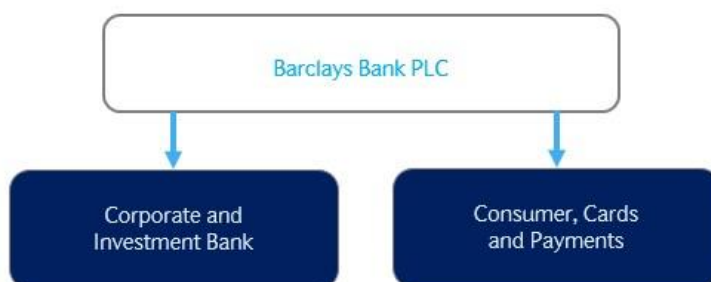 Barclays Bank PLC
Corporate and
Investment Bank
Consumer, Cards
and Payments